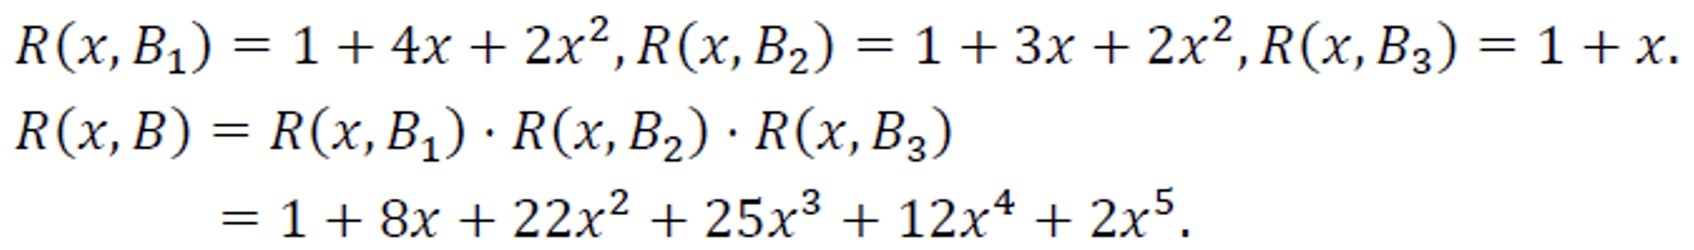 R(x, B₁) = 1 + 4x + 2x², R(x, B₂) = 1 + 3x + 2x², R(x, B₃) = 1 + x.
R(x, B) = R(x, B₁) · R(x, B₂) · R(x, B₃)
= 1 + 8x + 22x² + 25x³ + 12x⁴ + 2x⁵.